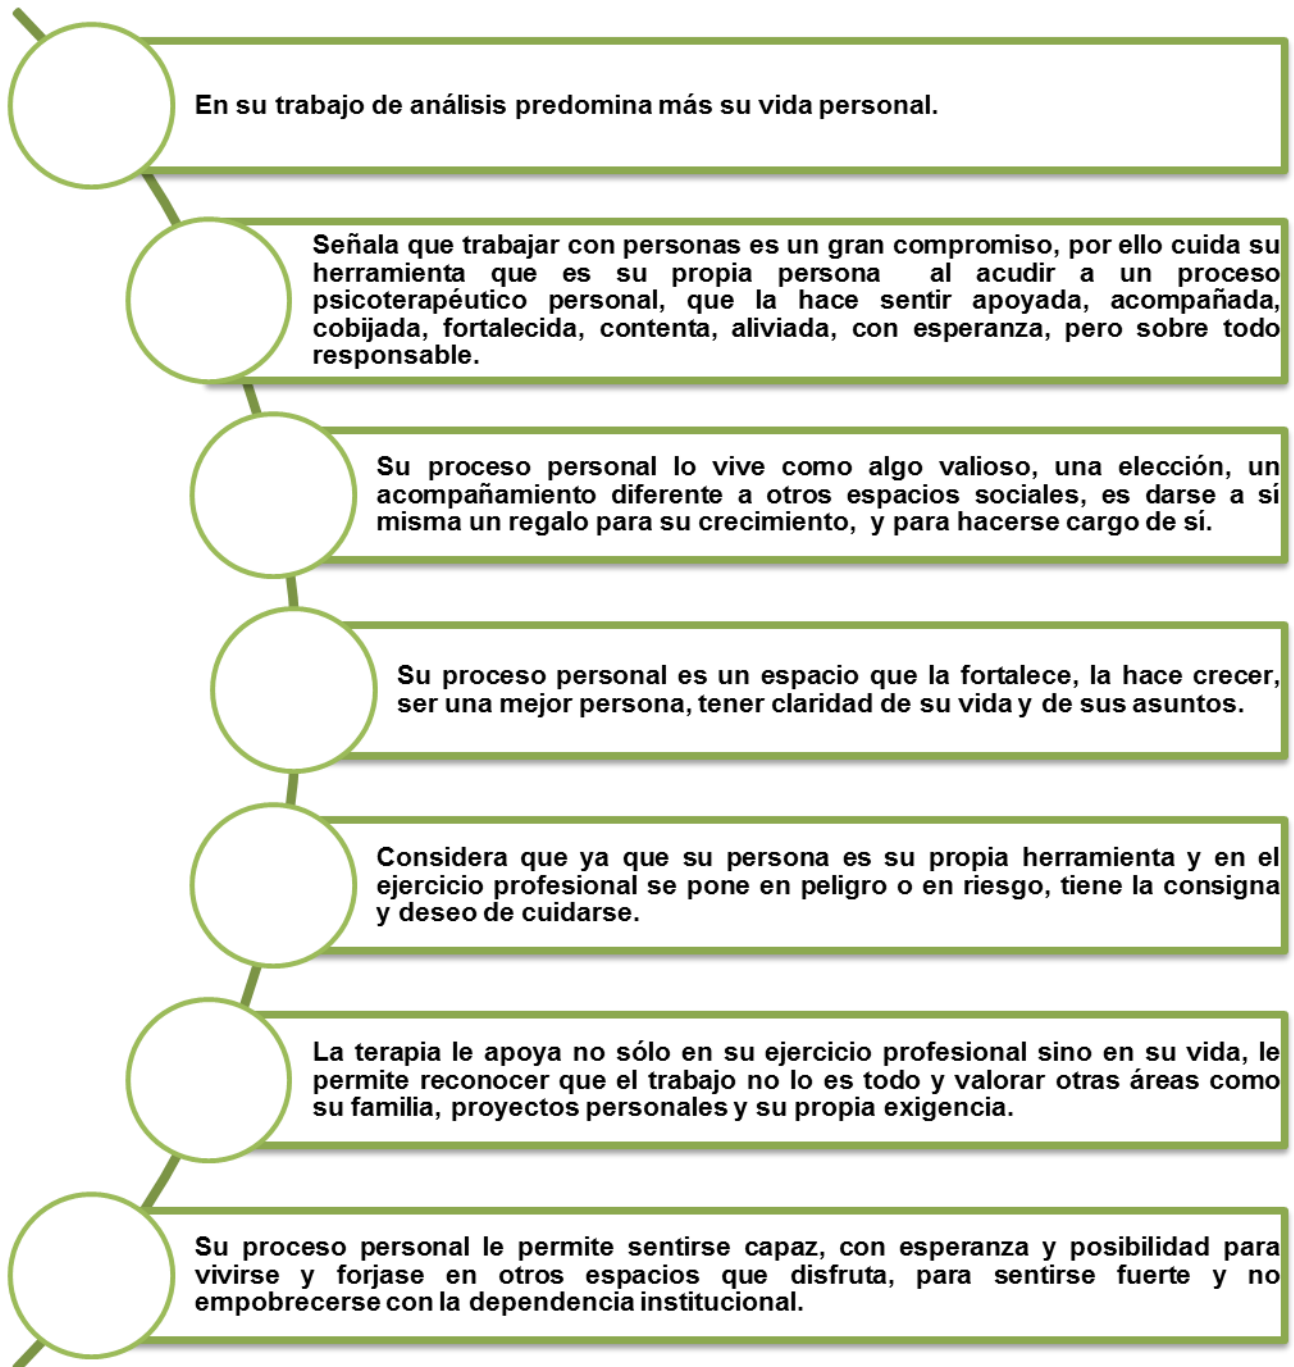 En su trabajo de análisis predomina más su vida personal.
Señala que trabajar con personas es un gran compromiso, por ello cuida su
herramienta que es su propia persona al acudir a un proceso
psicoterapéutico personal, que la hace sentir apoyada, acompañada,
cobijada, fortalecida, contenta, aliviada, con esperanza, pero sobre todo
responsable.
Su proceso personal lo vive como algo valioso, una elección, un
acompañamiento diferente a otros espacios sociales, es darse a sí
misma un regalo para su crecimiento, y para hacerse cargo de sí.
Su proceso personal es un espacio que la fortalece, la hace crecer,
ser una mejor persona, tener claridad de su vida y de sus asuntos.
Considera que ya que su persona es su propia herramienta y en el
ejercicio profesional se pone en peligro o en riesgo, tiene la consigna
y deseo de cuidarse.
La terapia le apoya no sólo en su ejercicio profesional sino en su vida, le
permite reconocer que el trabajo no lo es todo y valorar otras áreas como
su familia, proyectos personales y su propia exigencia.
Su proceso personal le permite sentirse capaz, con esperanza y posibilidad para
vivirse y forjase en otros espacios que disfruta, para sentirse fuerte y no
empobrecerse con la dependencia institucional.